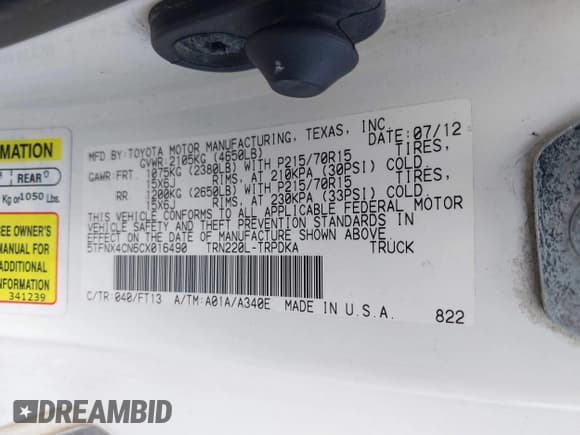 MFD BY:TOYOTA MOTOR MANUFACTURING, TEXAS, INC. DATE:07/12
GVWR 2105KG (4650LB)
GAWR:FRT 1075KG (2380LB) WITH P215/70R15 TIRES,
15X6J RIMS, AT 210KPA (30PSI) COLD
RR 1200KG (2650LB) WITH P215/70R15 TIRES,
15X6J RIMS, AT 230KPA (33PSI) COLD.
THIS VEHICLE CONFORMS TO ALL APPLICABLE FEDERAL MOTOR
VEHICLE SAFETY AND THEFT PREVENTION STANDARDS IN
EFFECT ON THE DATE OF MANUFACTURE SHOWN ABOVE.
5TFNX4CN6CX016490 TRN220L-TRPDKA TRUCK
C/TR:040/FT13 A/TM:A01A/A340E MADE IN U.S.A.
822
MATION
REAR
Kg or 1050 Lbs.
SEE OWNER'S
MANUAL FOR
ADDITIONAL
INFORMATION
341239
DREAMBID